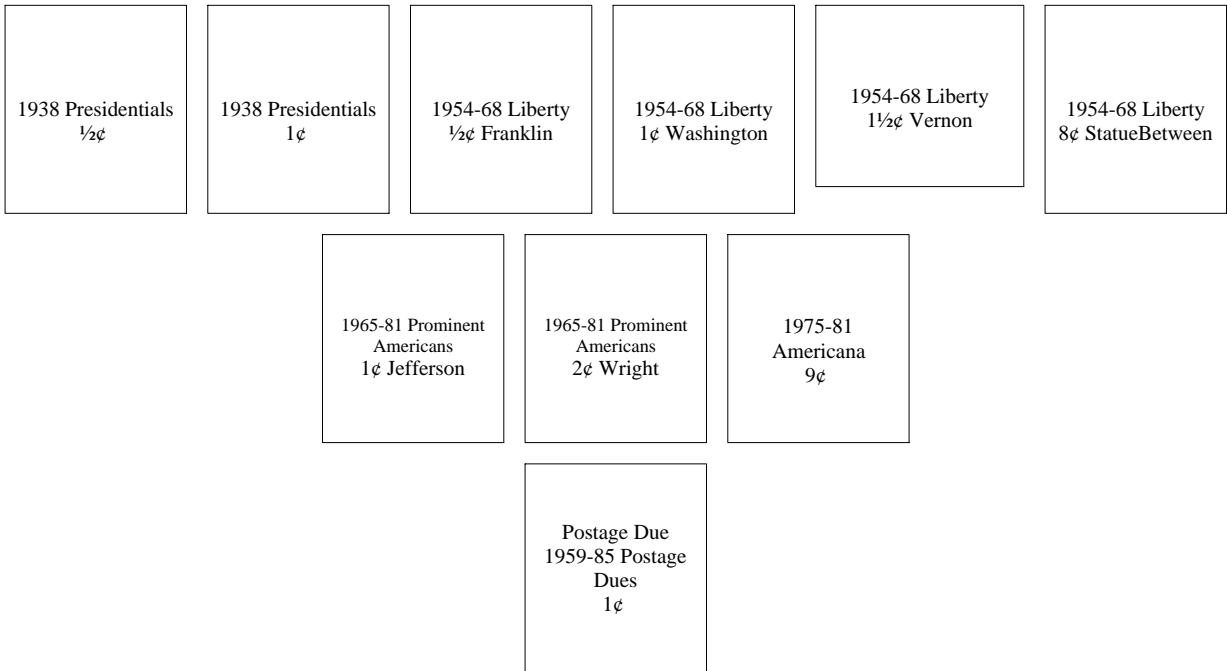 1938 Presidentials
½¢
1938 Presidentials
1¢
1954-68 Liberty
½¢ Franklin
1954-68 Liberty
1¢ Washington
1954-68 Liberty
1½¢ Vernon
1954-68 Liberty
8¢ StatueBetween
1965-81 Prominent
Americans
1¢ Jefferson
1965-81 Prominent
Americans
2¢ Wright
1975-81
Americana
9¢
Postage Due
1959-85 Postage
Dues
1¢